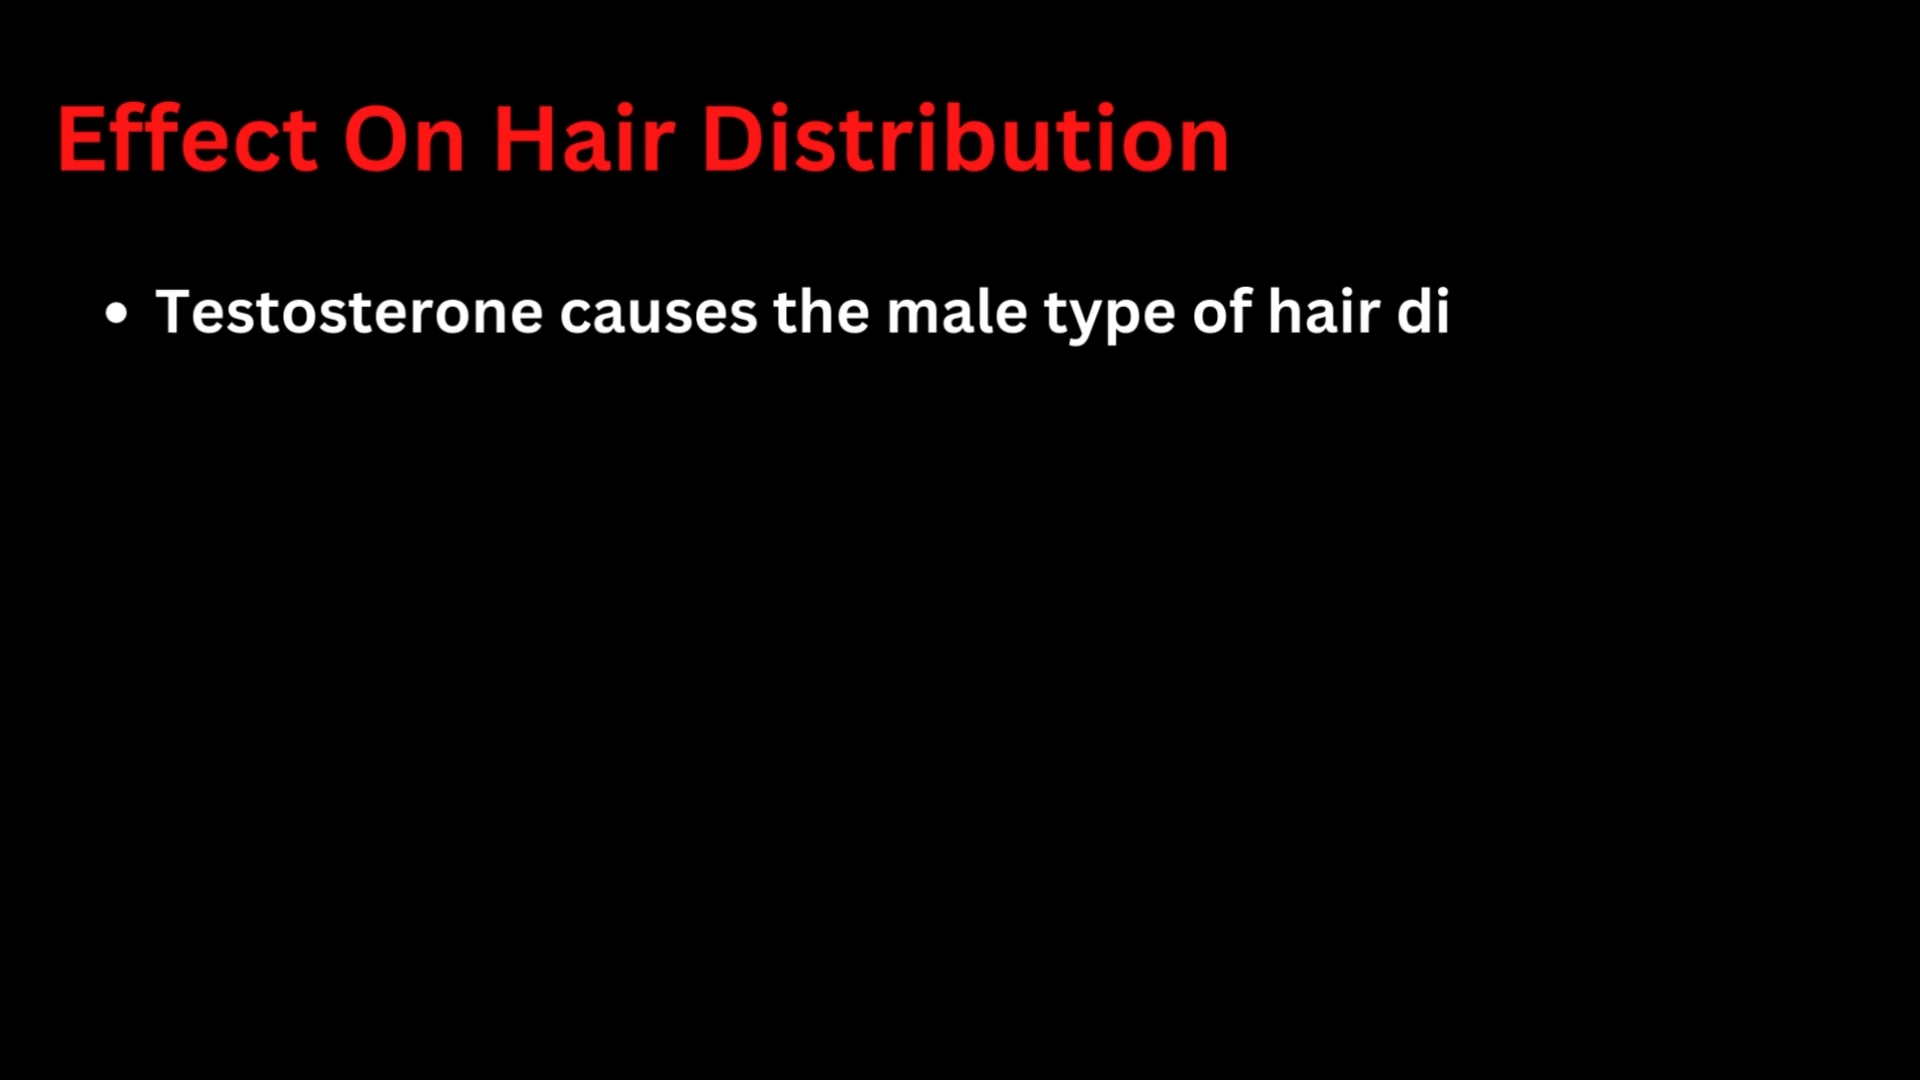 Effect On Hair Distribution
• Testosterone causes the male type of hair di